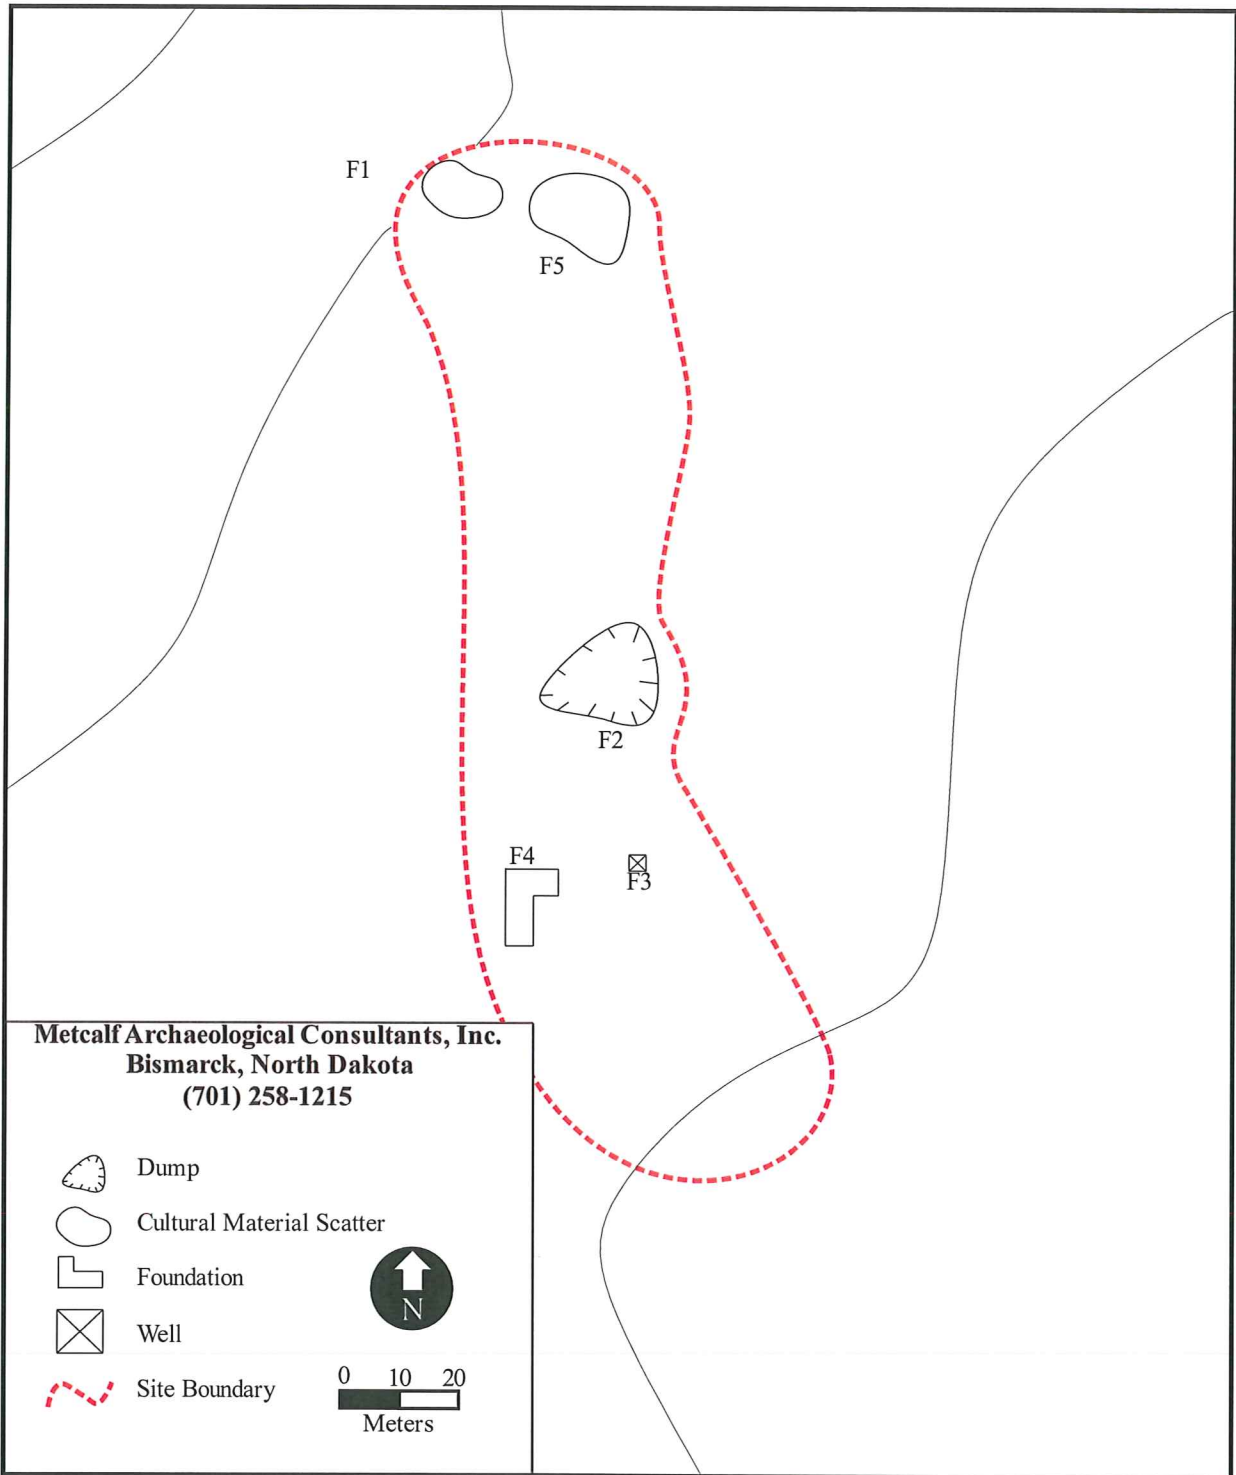 F1
F5
F2
F4
F3
Metcalf Archaeological Consultants, Inc.
Bismarck, North Dakota
(701) 258-1215
Dump
Cultural Material Scatter
Foundation
N
Well
0 10 20
Site Boundary
Meters